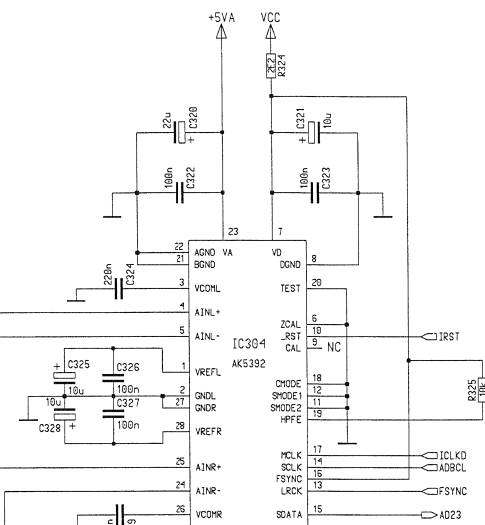 +5VA VCC
2E2
R324
22u
C320
+
C321
+
10u
100n
C322
100n
C323
23 7
22 AGND VA VD
21 BGND DGND 8
220n
C324
3 VCOML TEST 20
4 AINL+
ZCAL 6
5 AINL- _RST 10 IRST
IC304 CAL 9 NC
AK5392
+ C325 C326 1 VREFL
10u 100n 2 GNDL CMODE 18
10u C327 27 GNDR SMODE1 12
SMODE2 11
C328 + 100n HPFE 19
28 VREFR
R325
10k
MCLK 17 ICLKD
25 AINR+ SCLK 14 ADBCL
FSYNC 16
24 AINR- LRCK 13 FSYNC
26 VCOMR SDATA 15 AD23